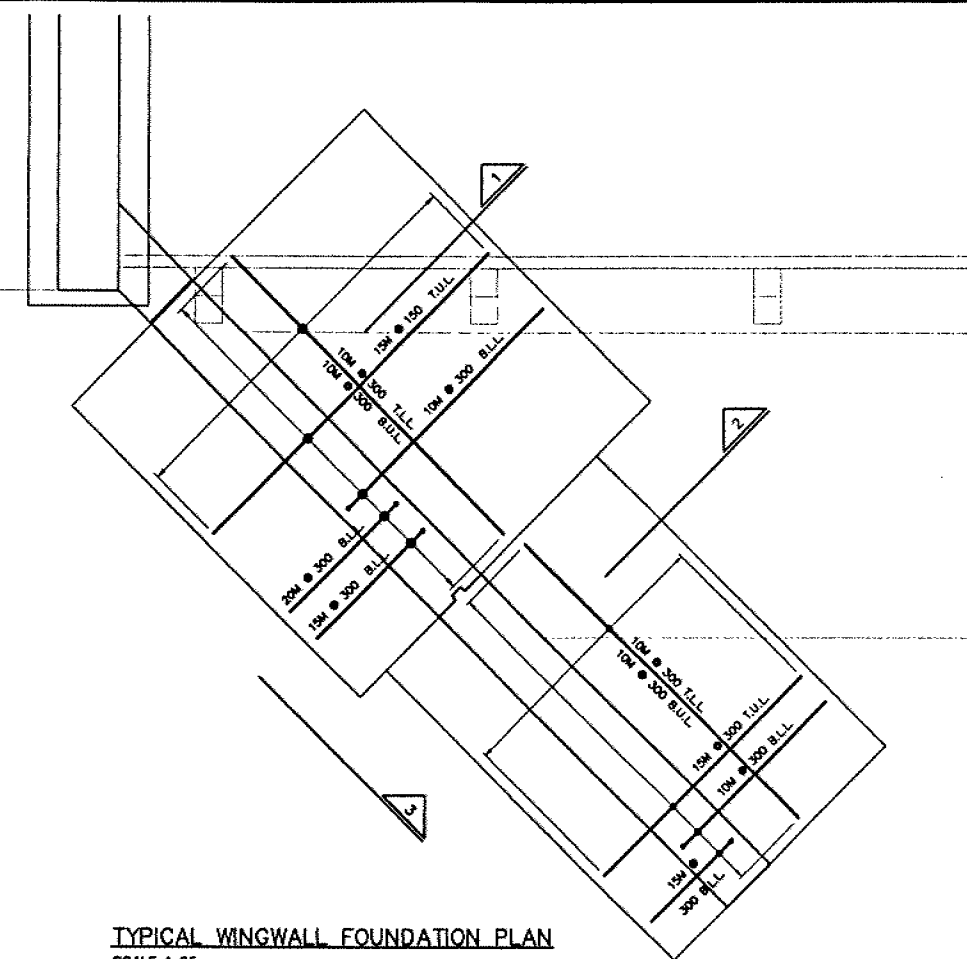 1
15M @ 150 T.U.L.
10M @ 300 T.L.L.
10M @ 300 B.U.L.
10M @ 300 B.L.L.
2
20M @ 300 B.L.L.
15M @ 300 B.L.L.
10M @ 300 T.L.L.
10M @ 300 B.U.L.
15M @ 300 T.U.L.
10M @ 300 B.L.L.
3
15M @
300 B.L.L.
TYPICAL WINGWALL FOUNDATION PLAN